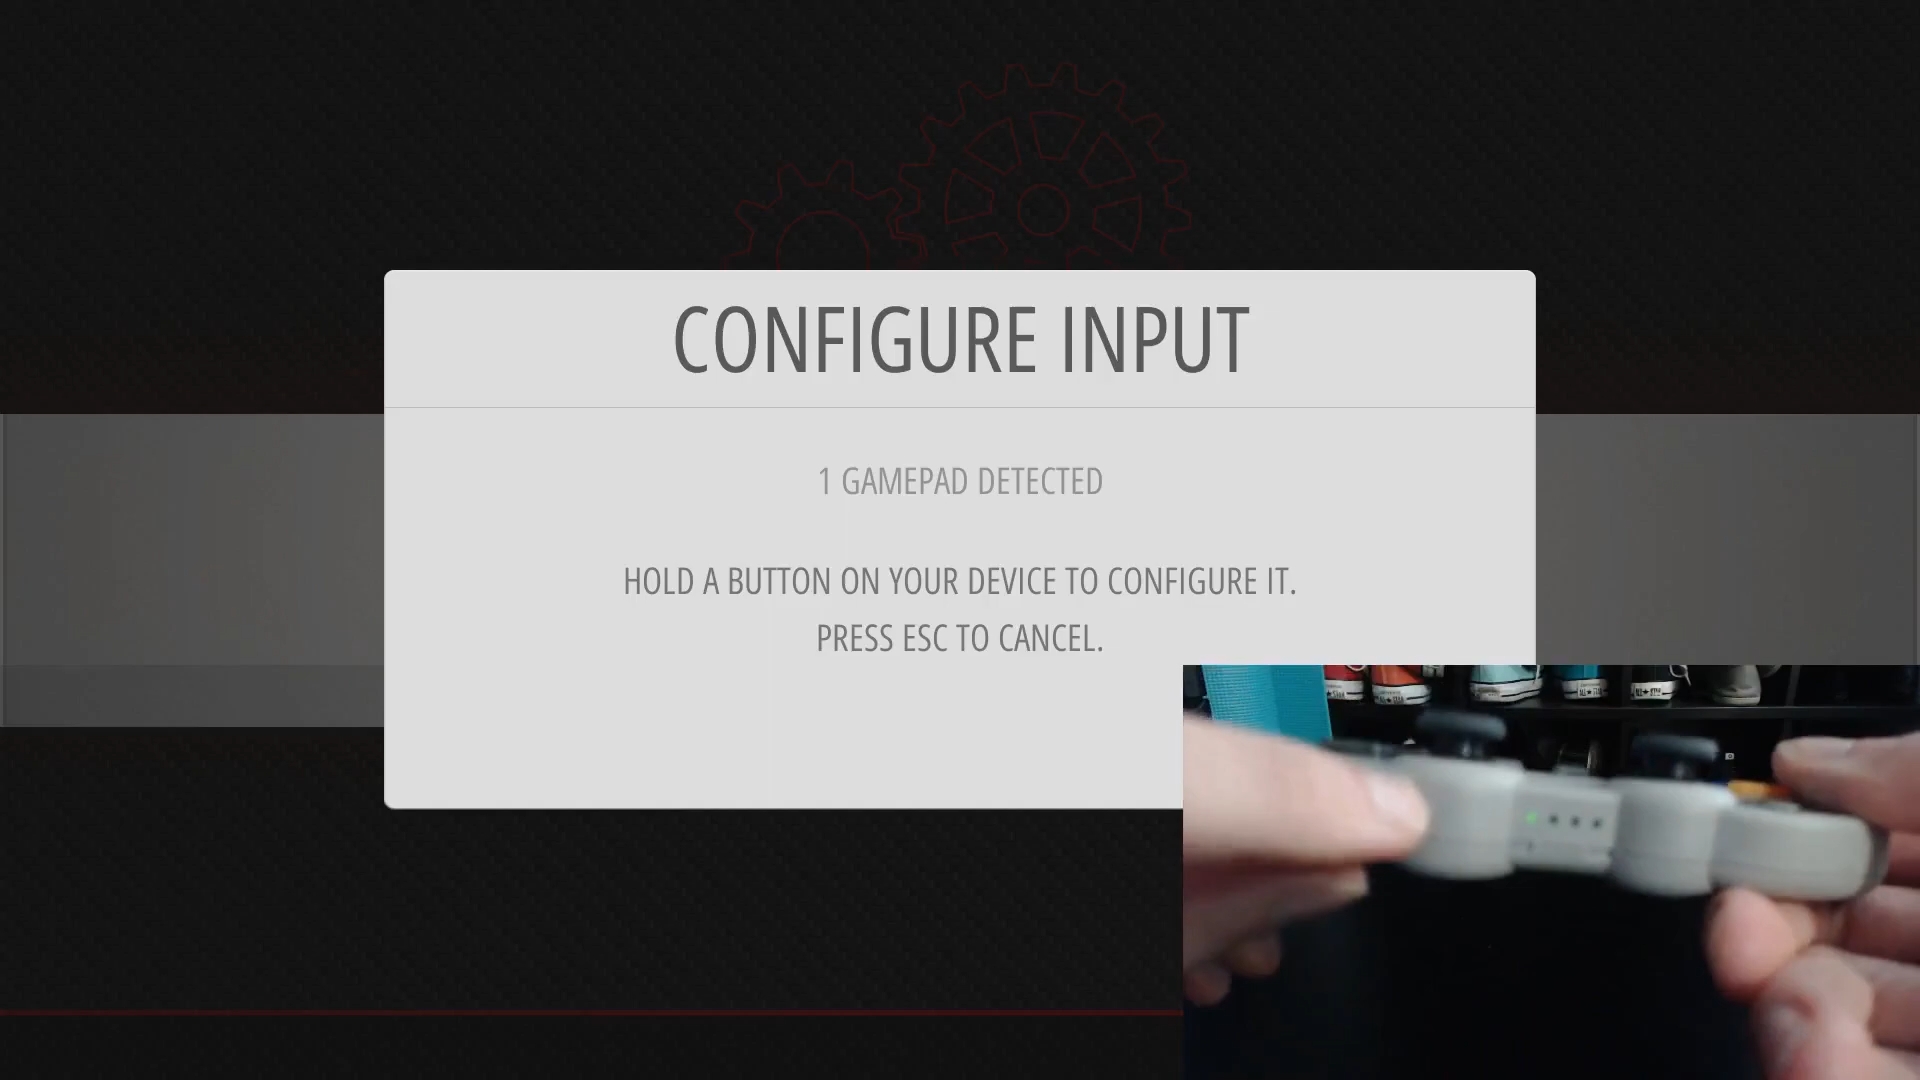 CONFIGURE INPUT
1 GAMEPAD DETECTED
HOLD A BUTTON ON YOUR DEVICE TO CONFIGURE IT.
PRESS ESC TO CANCEL.